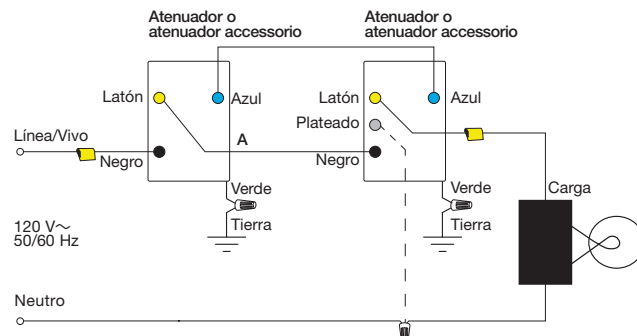 Atenuador o
atenuador accessorio
Atenuador o
atenuador accessorio
Latón
Azul
Latón
Azul
Plateado
Línea/Vivo
A
Negro
Negro
Verde
Verde
Carga
Tierra
Tierra
120 V~
50/60 Hz
Neutro